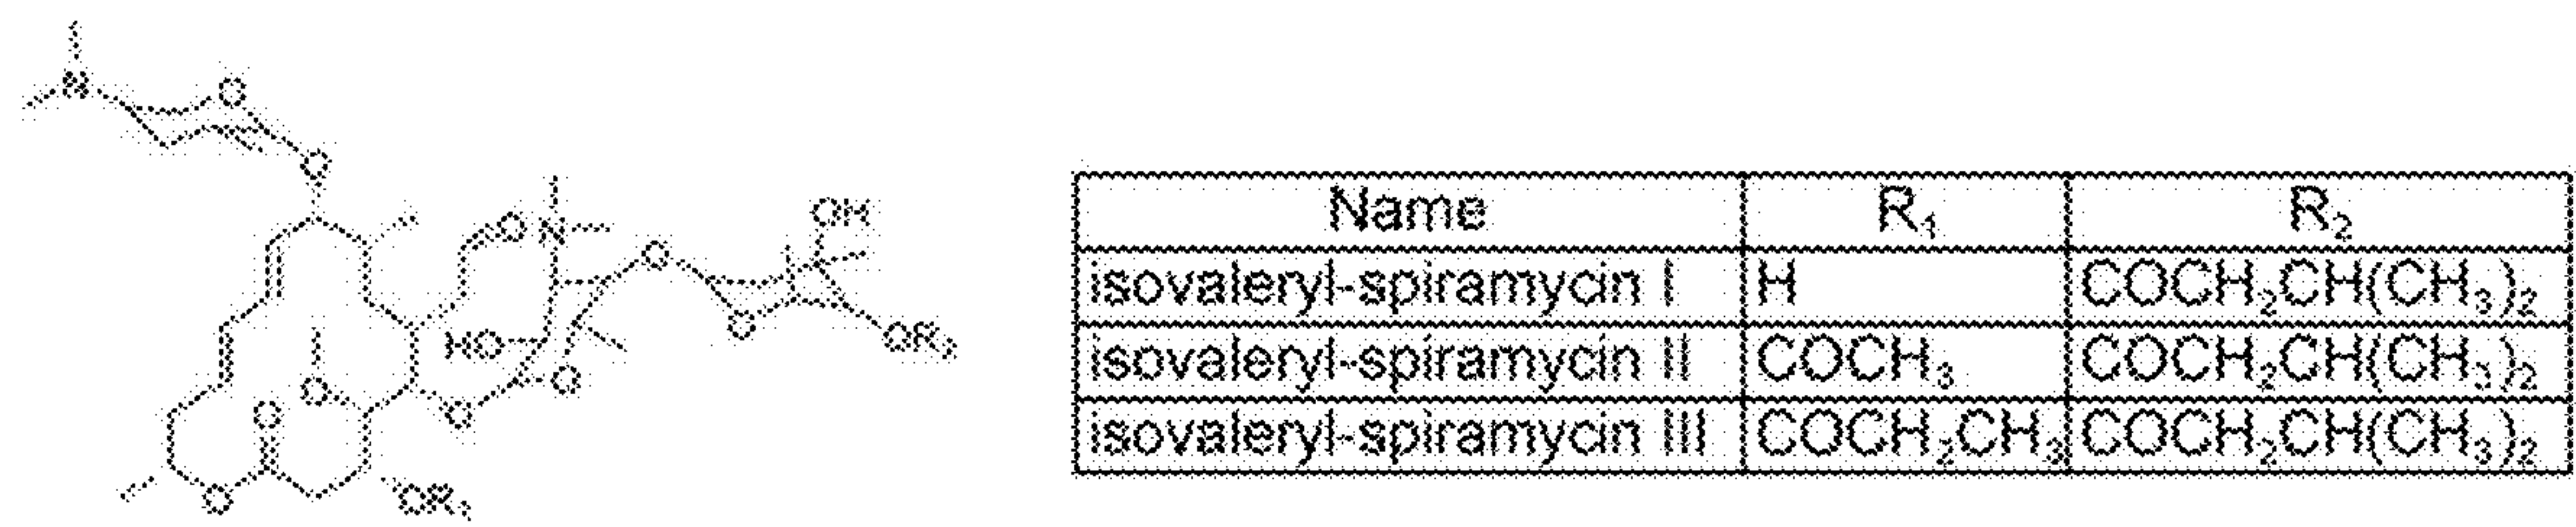 N
O
O
O
N
O
OH
HO
O
OR₂
O
O
O
O
O
OR₁
Name R₁ R₂
isovaleryl-spiramycin I H COCH₂CH(CH₃)₂
isovaleryl-spiramycin II COCH₃ COCH₂CH(CH₃)₂
isovaleryl-spiramycin III COCH₂CH₃ COCH₂CH(CH₃)₂